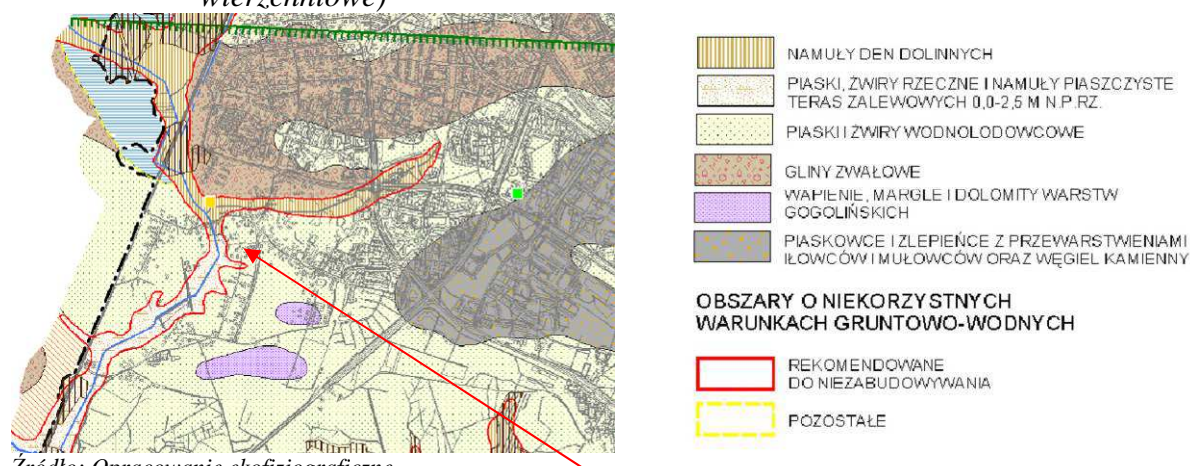 wierzeniowe)
NAMUŁY DEN DOLINNYCH
PIASKI, ŻWIRY RZECZNE I NAMUŁY PIASZCZYSTE
TERAS ZALEWOWYCH 0,0-2,5 M N.P.RZ.
PIASKI I ŻWIRY WODNOLODOWCOWE
GLINY ZWAŁOWE
WAPIENIE, MARGLE I DOLOMITY WARSTW
GOGOLIŃSKICH
PIASKOWCE I ZLEPIEŃCE Z PRZEWARSTWIENIAMI
IŁOWCÓW I MUŁOWCÓW ORAZ WĘGIEL KAMIENNY
OBSZARY O NIEKORZYSTNYCH
WARUNKACH GRUNTOWO-WODNYCH
REKOMENDOWANE
DO NIEZABUDOWYWANIA
POZOSTAŁE
Źródło: Opracowanie ekofizjograficzne